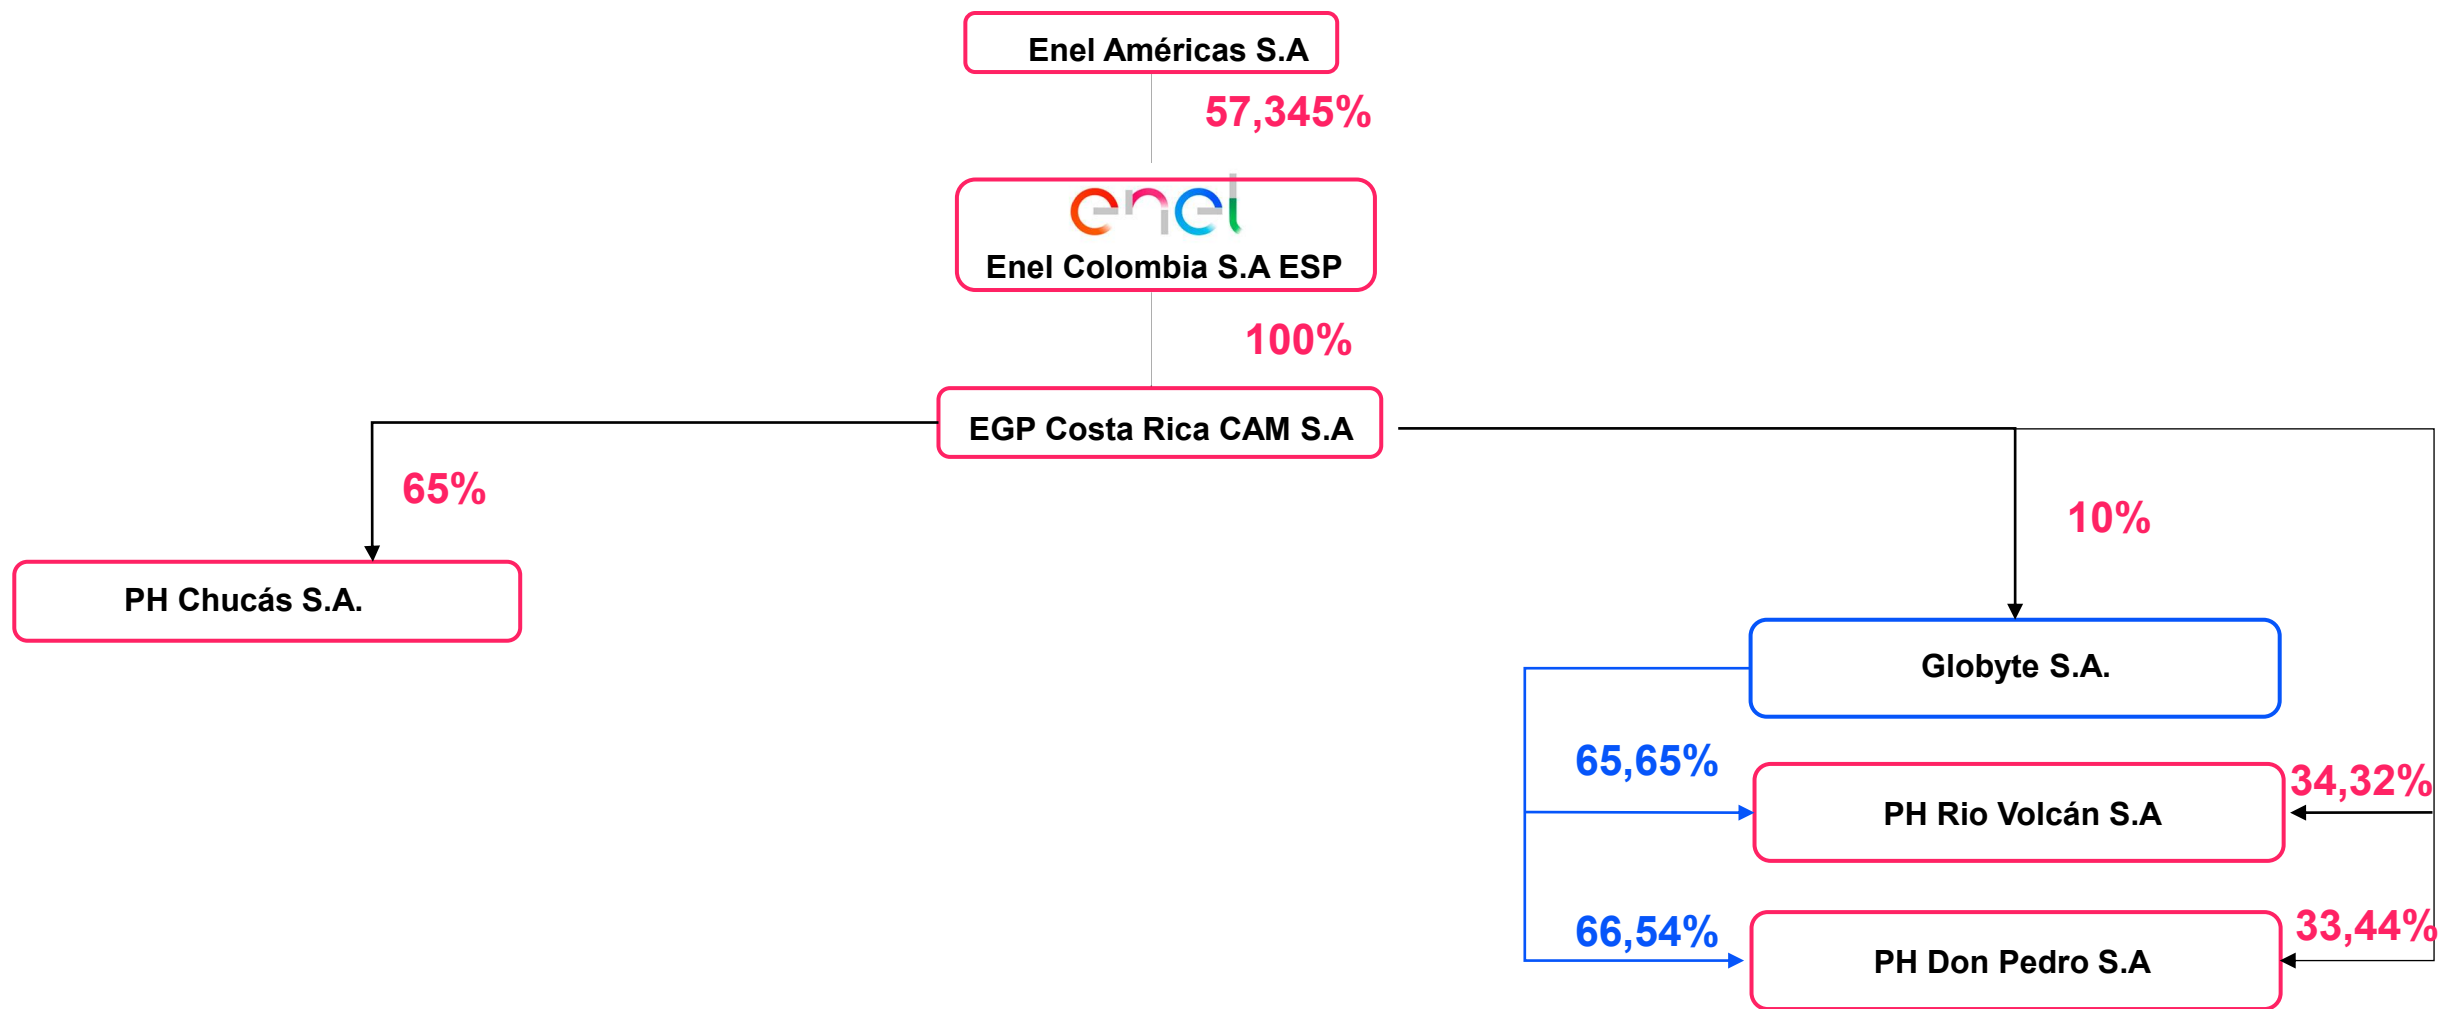 Enel Américas S.A
57,345%
enel
Enel Colombia S.A ESP
100%
EGP Costa Rica CAM S.A
65%
10%
PH Chucás S.A.
Globyte S.A.
65,65%
34,32%
PH Rio Volcán S.A
66,54%
33,44%
PH Don Pedro S.A